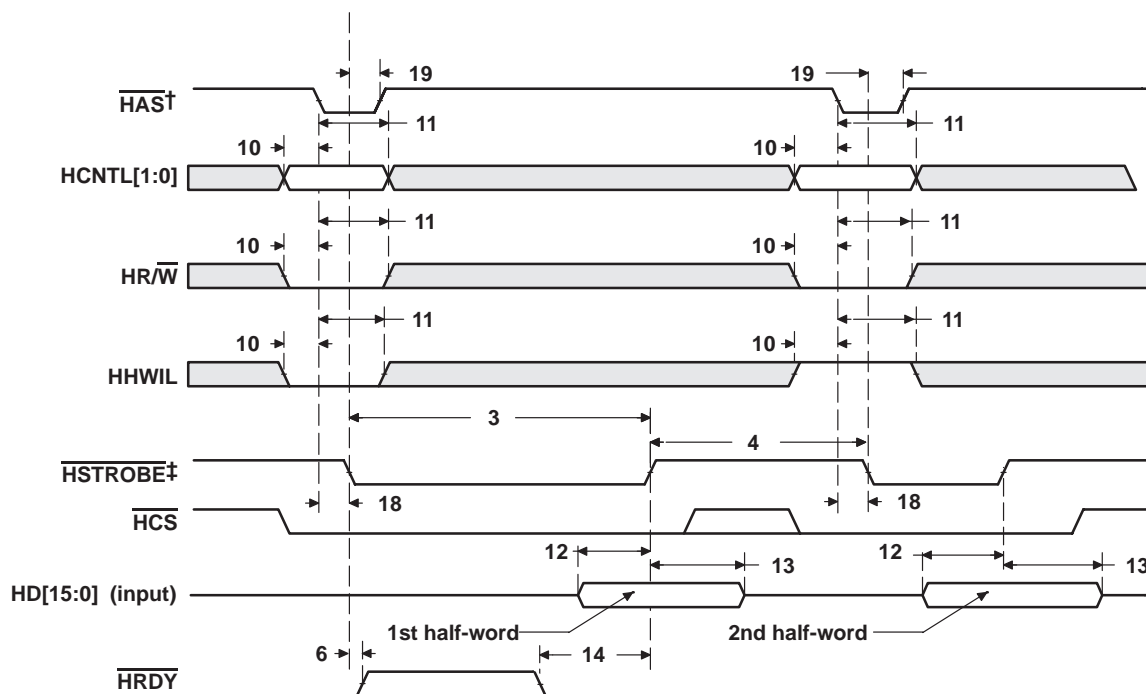 19 19
HAS†
11 11
10 10
HCNTL[1:0]
11 11
10 10
HR/W
11 11
10 10
HHWIL
3
4
HSTROBE‡
18 18
HCS
12 12
13 13
HD[15:0] (input)
1st half-word 2nd half-word
6 14
HRDY